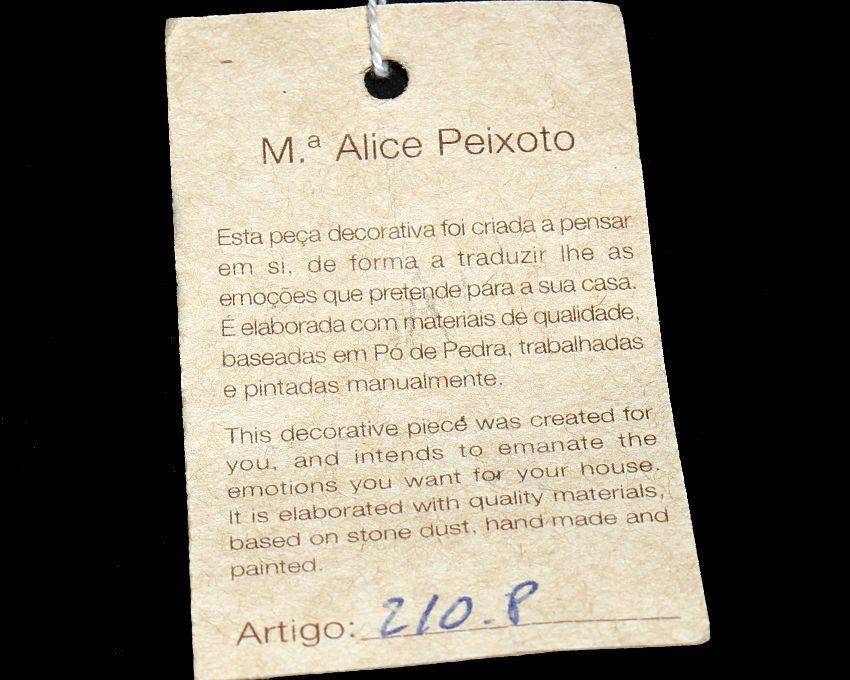 M.ª Alice Peixoto
Esta peça decorativa foi criada a pensar
em si, de forma a traduzir lhe as
emoções que pretende para a sua casa.
É elaborada com materiais de qualidade,
baseadas em Pó de Pedra, trabalhadas
e pintadas manualmente.
This decorative piece was created for
you, and intends to emanate the
emotions you want for your house.
It is elaborated with quality materials,
based on stone dust, hand made and
painted.
Artigo: 210.P